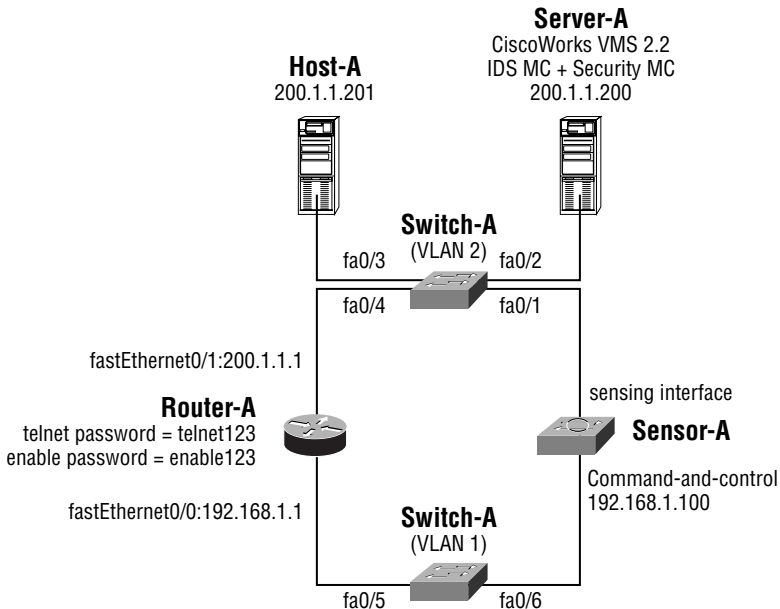 Server-A
CiscoWorks VMS 2.2
IDS MC + Security MC
200.1.1.200
Host-A
200.1.1.201
Switch-A
(VLAN 2)
fa0/3
fa0/2
fa0/4
fa0/1
fastEthernet0/1:200.1.1.1
sensing interface
Router-A
telnet password = telnet123
enable password = enable123
Sensor-A
Command-and-control
192.168.1.100
fastEthernet0/0:192.168.1.1
Switch-A
(VLAN 1)
fa0/5
fa0/6